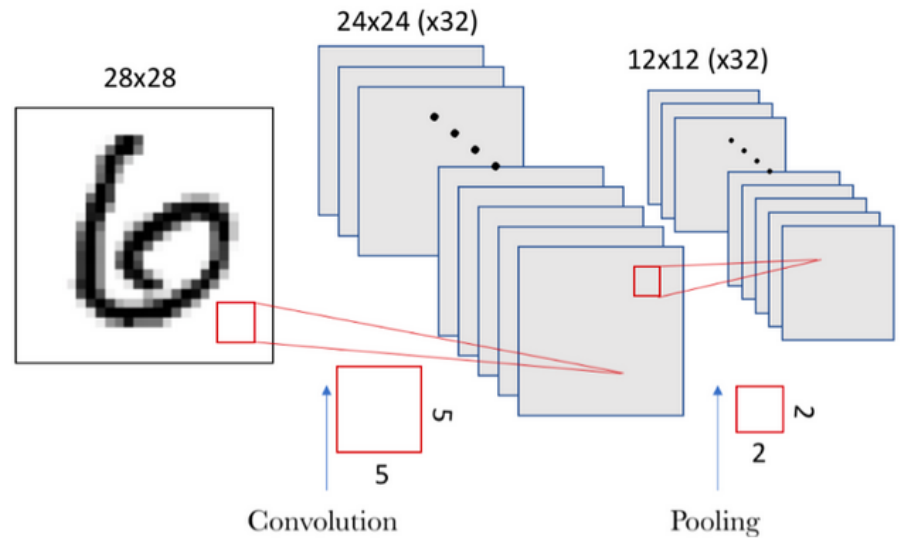 24x24 (x32)
12x12 (x32)
28x28
5
5
2
2
Convolution
Pooling